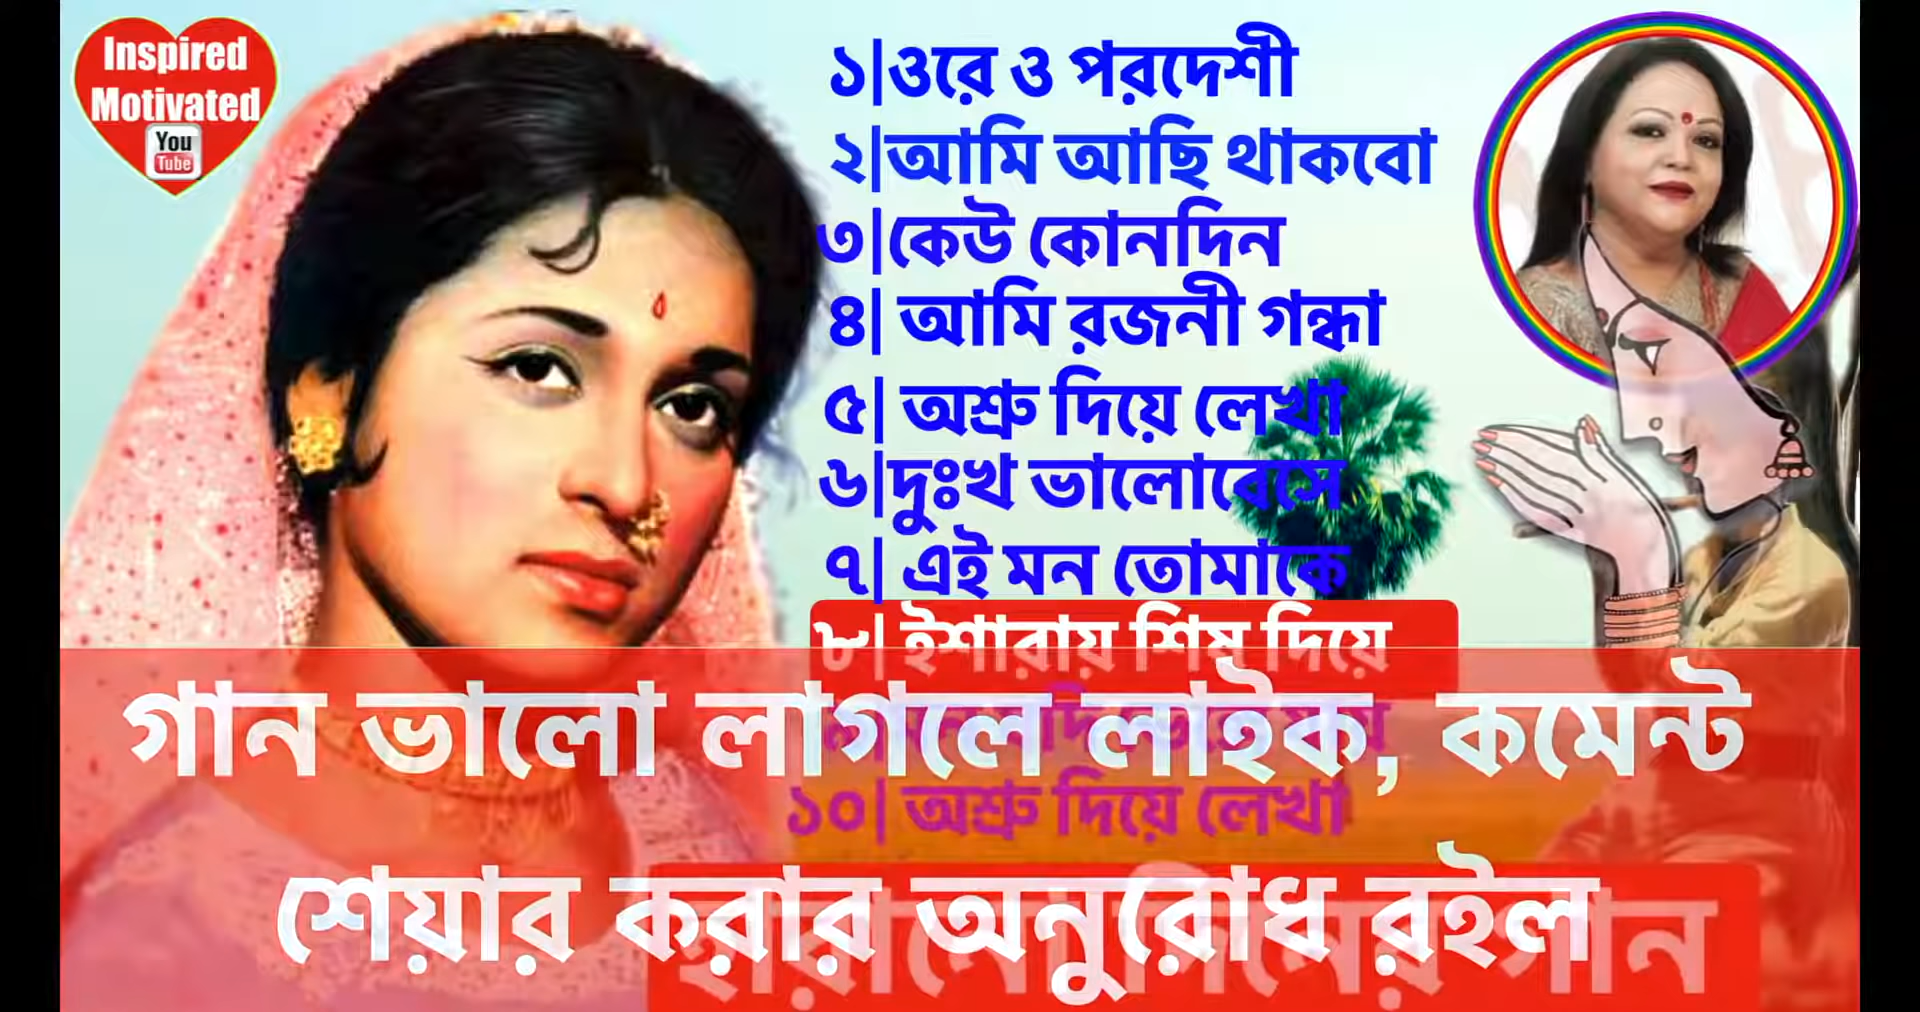 Inspired
Motivated
You
Tube
১|ওরে ও পরদেশী
২|আমি আছি থাকবো
৩|কেউ কোনদিন
৪| আমি রজনী গন্ধা
৫| অশ্রু দিয়ে লেখা
৬|দুঃখ ভালোবেসে
৭| এই মন তোমাকে
৮| ইশারায় শিষ দিয়ে
গান ভালো লাগলে লাইক, কমেন্ট
১০| অশ্রু দিয়ে লেখা
শেয়ার করার অনুরোধ রইল
হারানো দিনের গান